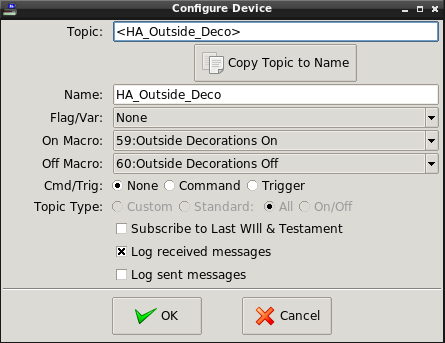 Configure Device
Topic: <HA_Outside_Deco>
Copy Topic to Name
Name: HA_Outside_Deco
Flag/Var: None
On Macro: 59:Outside Decorations On
Off Macro: 60:Outside Decorations Off
Cmd/Trig: None Command Trigger
Topic Type: Custom Standard: All On/Off
Subscribe to Last WIll & Testament
Log received messages
Log sent messages
OK Cancel